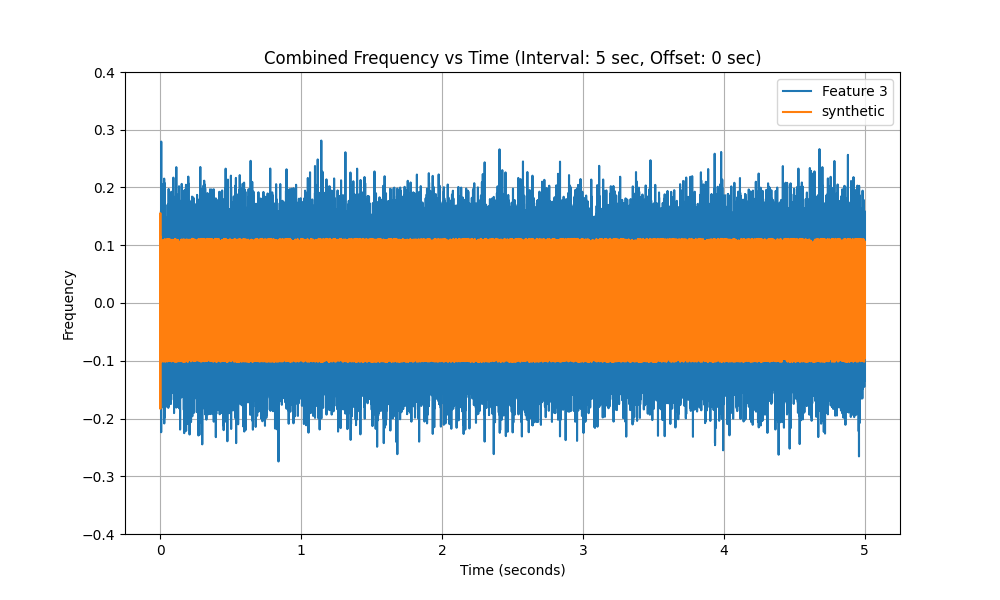 Combined Frequency vs Time (Interval: 5 sec, Offset: 0 sec)
Feature 3
synthetic
0.4
0.3
0.2
0.1
0.0
−0.1
−0.2
−0.3
−0.4
Frequency
0 1 2 3 4 5
Time (seconds)